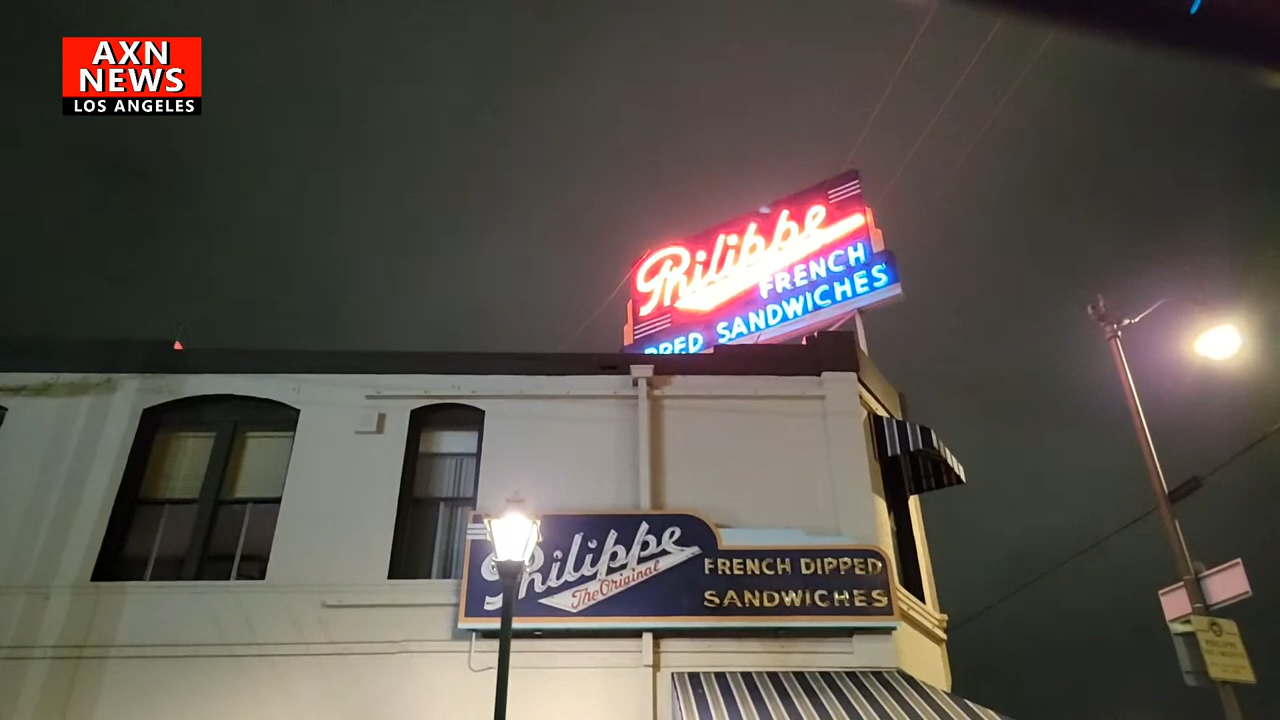 AXN
NEWS
LOS ANGELES
Philippe
FRENCH
SANDWICHES
Philippe
The Original
FRENCH DIPPED
SANDWICHES